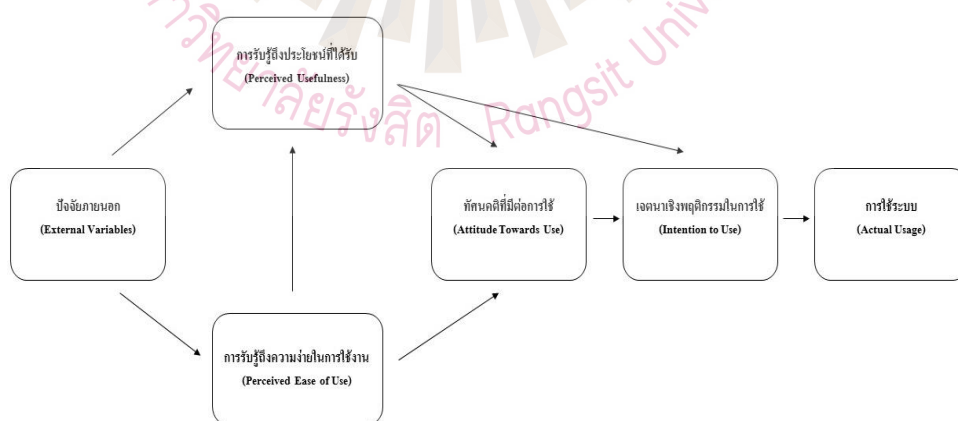 การรับรู้ถึงประโยชน์ที่ได้รับ
(Perceived Usefulness)
ปัจจัยภายนอก
(External Variables)
ทัศนคติที่มีต่อการใช้
(Attitude Towards Use)
เจตนาเชิงพฤติกรรมในการใช้
(Intention to Use)
การใช้ระบบ
(Actual Usage)
การรับรู้ถึงความง่ายในการใช้งาน
(Perceived Ease of Use)
Rangsit